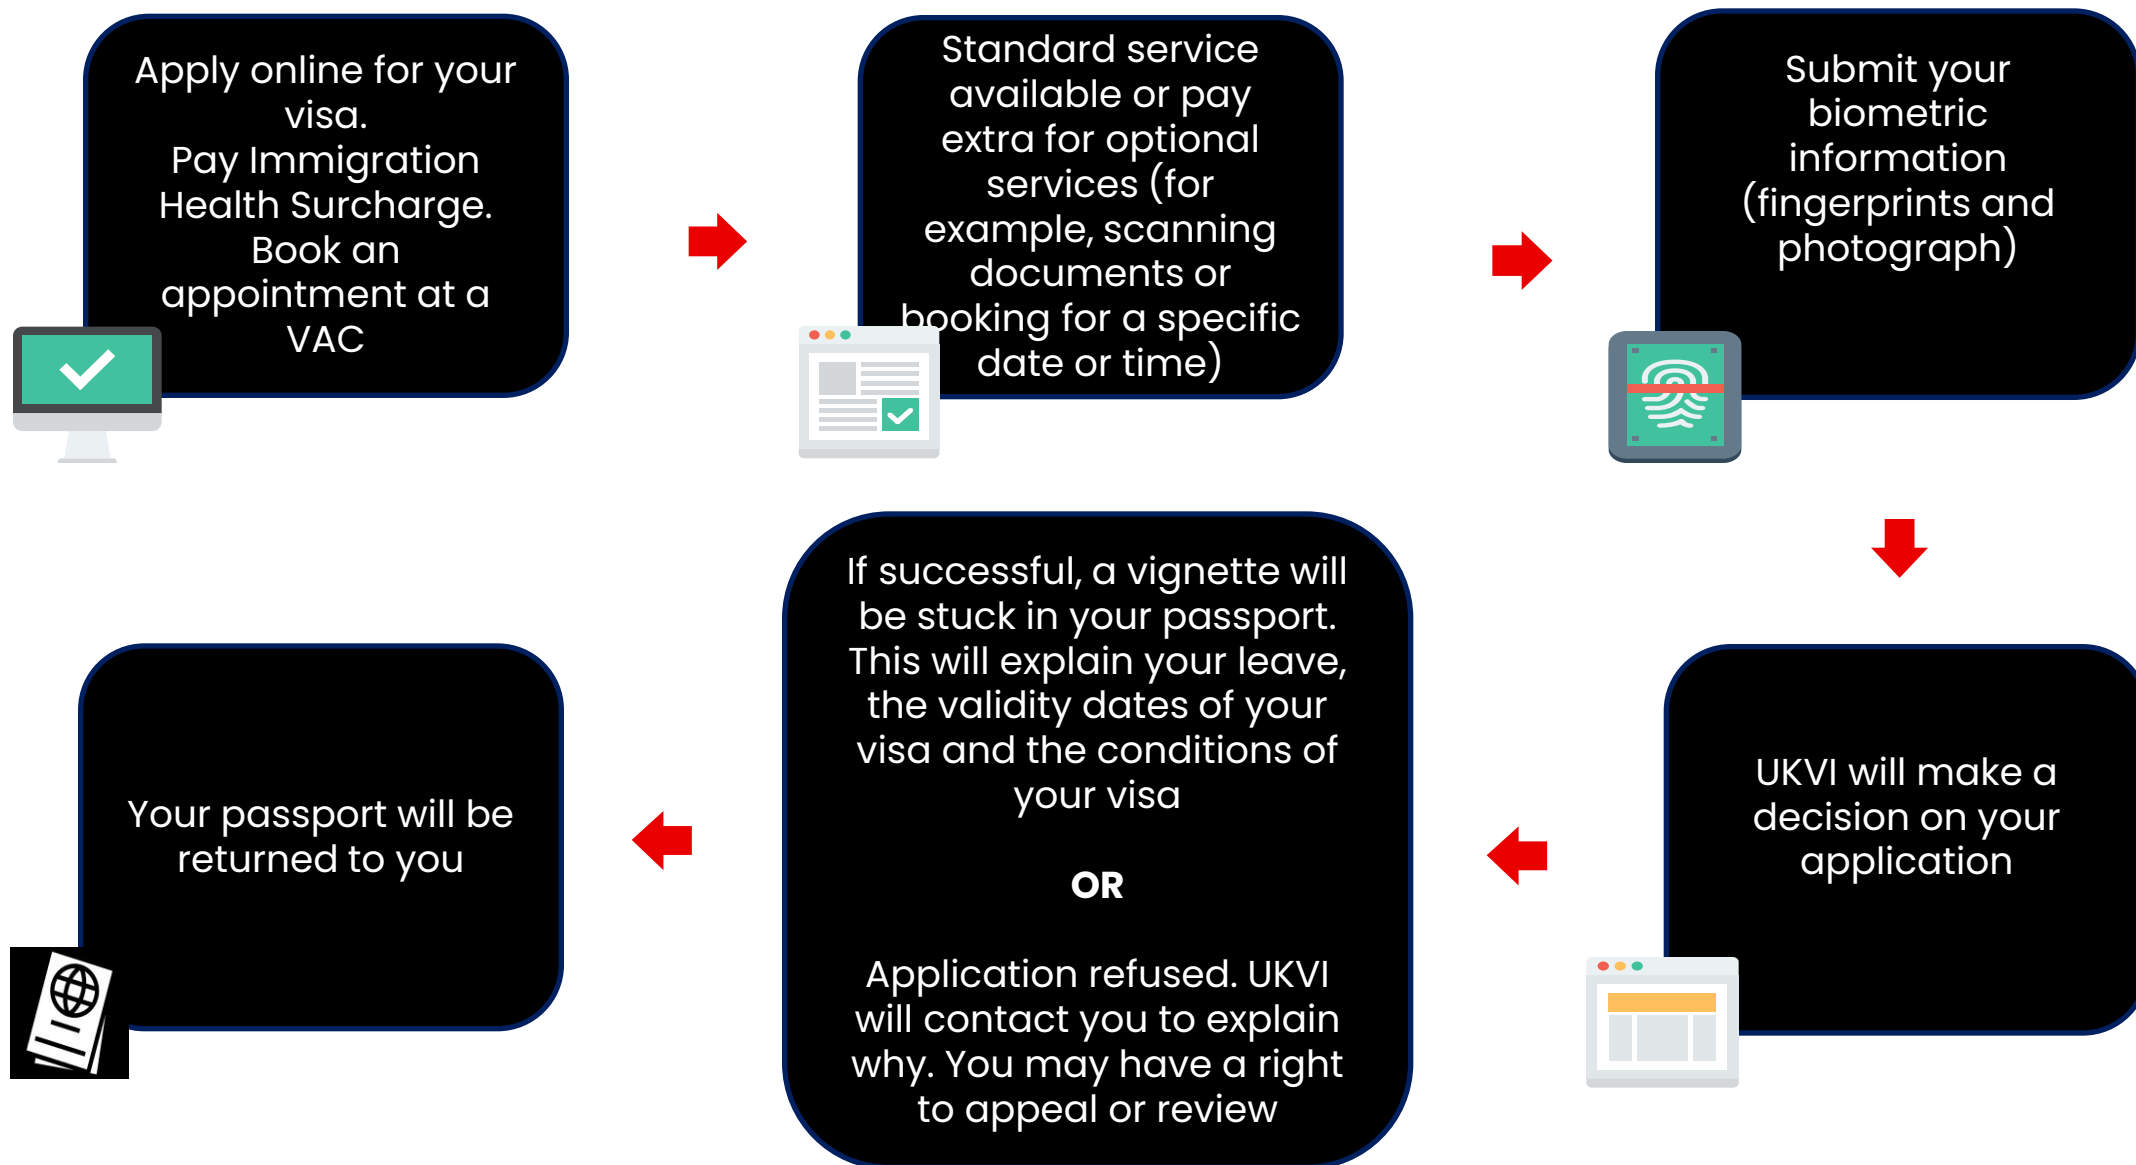 Apply online for your
visa.
Pay Immigration
Health Surcharge.
Book an
appointment at a
VAC
Standard service
available or pay
extra for optional
services (for
example, scanning
documents or
booking for a specific
date or time)
Submit your
biometric
information
(fingerprints and
photograph)
UKVI will make a
decision on your
application
If successful, a vignette will
be stuck in your passport.
This will explain your leave,
the validity dates of your
visa and the conditions of
your visa
OR
Application refused. UKVI
will contact you to explain
why. You may have a right
to appeal or review
Your passport will be
returned to you